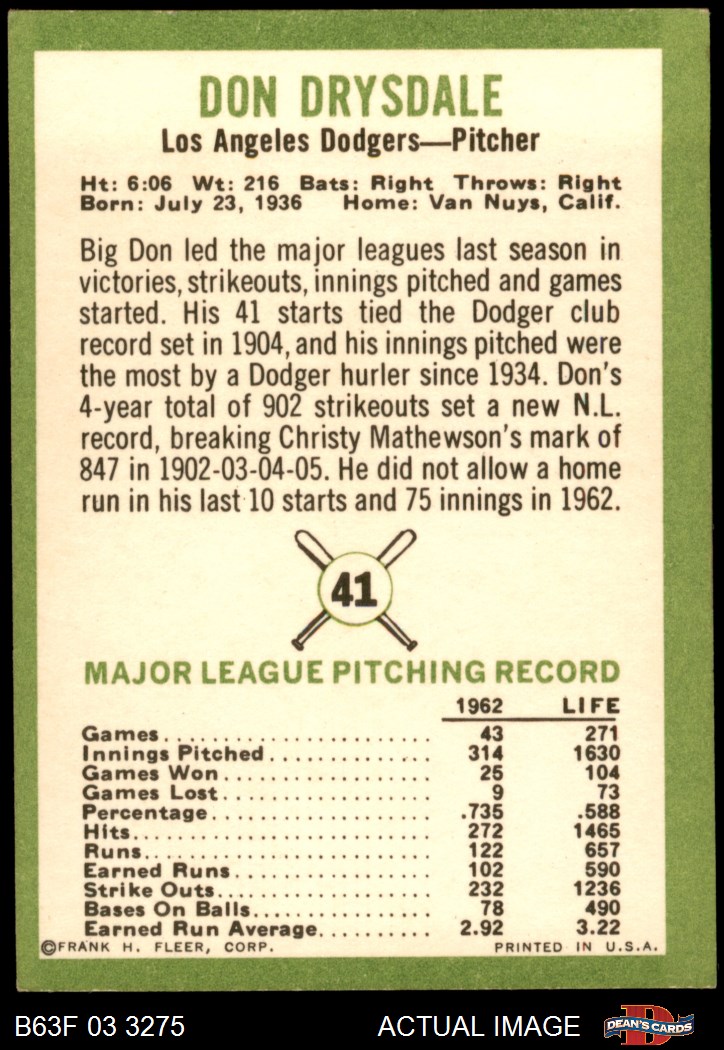 DON DRYSDALE
Los Angeles Dodgers—Pitcher
Ht: 6:06 Wt: 216 Bats: Right Throws: Right
Born: July 23, 1936 Home: Van Nuys, Calif.
Big Don led the major leagues last season in
victories, strikeouts, innings pitched and games
started. His 41 starts tied the Dodger club
record set in 1904, and his innings pitched were
the most by a Dodger hurler since 1934. Don's
4-year total of 902 strikeouts set a new N.L.
record, breaking Christy Mathewson's mark of
847 in 1902-03-04-05. He did not allow a home
run in his last 10 starts and 75 innings in 1962.
41
MAJOR LEAGUE PITCHING RECORD
1962 LIFE
Games........................ 43 271
Innings Pitched.............. 314 1630
Games Won.................. 25 104
Games Lost.................. 9 73
Percentage................... .735 .588
Hits.......................... 272 1465
Runs......................... 122 657
Earned Runs................. 102 590
Strike Outs.................. 232 1236
Bases On Balls............... 78 490
Earned Run Average.......... 2.92 3.22
©FRANK H. FLEER, CORP. PRINTED IN U.S.A.
B63F 03 3275 ACTUAL IMAGE D DEAN'S CARDS